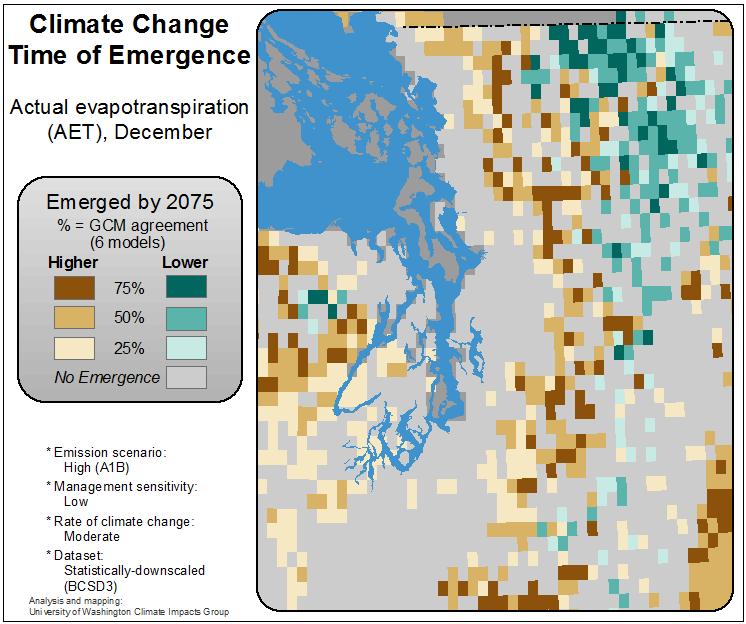 Climate Change
Time of Emergence
Actual evapotranspiration
(AET), December
Emerged by 2075
% = GCM agreement
(6 models)
Higher Lower
75%
50%
25%
No Emergence
* Emission scenario:
High (A1B)
* Management sensitivity:
Low
* Rate of climate change:
Moderate
* Dataset:
Statistically-downscaled
(BCSD3)
Analysis and mapping:
University of Washington Climate Impacts Group